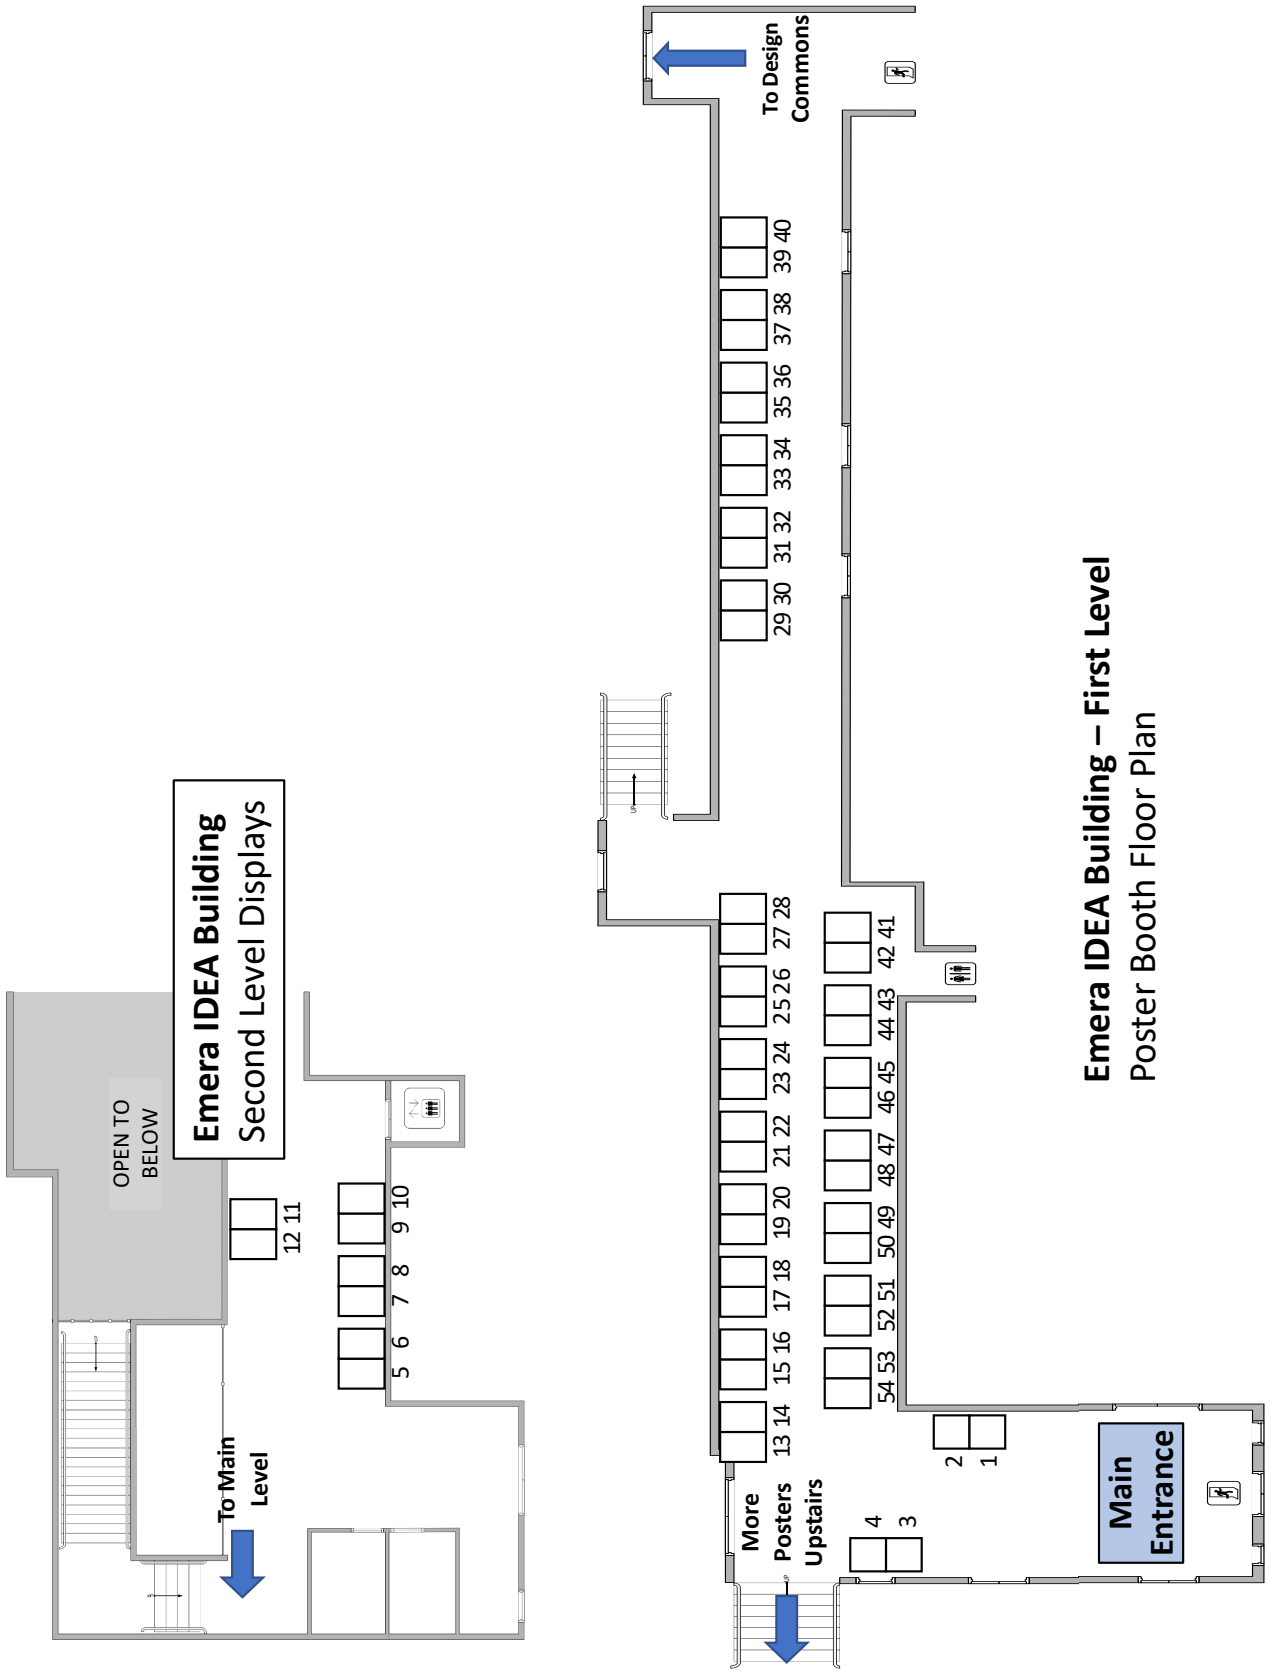 Emera IDEA Building
Second Level Displays
OPEN TO
BELOW
12 11
5 6 7 8 9 10
To Main
Level
To Design
Commons
UP
29 30 31 32 33 34 35 36 37 38 39 40
13 14 15 16 17 18 19 20 21 22 23 24 25 26 27 28
54 53 52 51 50 49 48 47 46 45 44 43 42 41
More
Posters
Upstairs
UP
4
3
2
1
Main
Entrance
Emera IDEA Building – First Level
Poster Booth Floor Plan